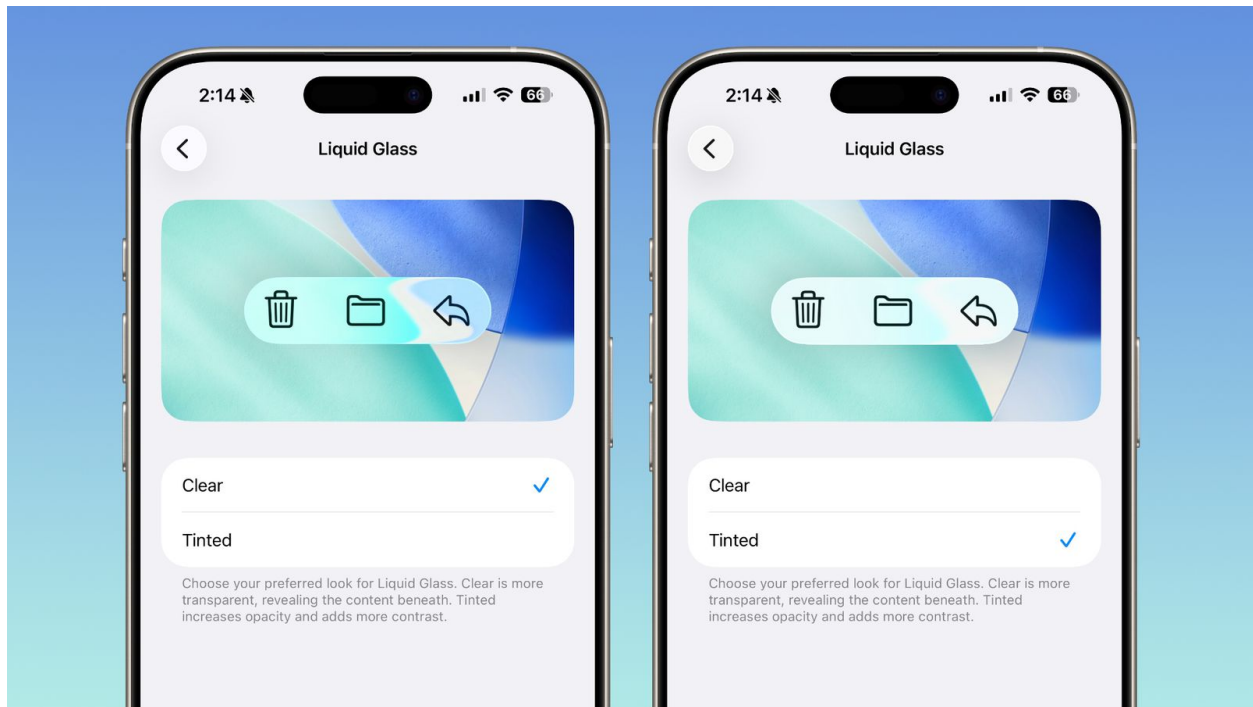 2:14
66
Liquid Glass
Clear
Tinted
Choose your preferred look for Liquid Glass. Clear is more
transparent, revealing the content beneath. Tinted
increases opacity and adds more contrast.
2:14
66
Liquid Glass
Clear
Tinted
Choose your preferred look for Liquid Glass. Clear is more
transparent, revealing the content beneath. Tinted
increases opacity and adds more contrast.